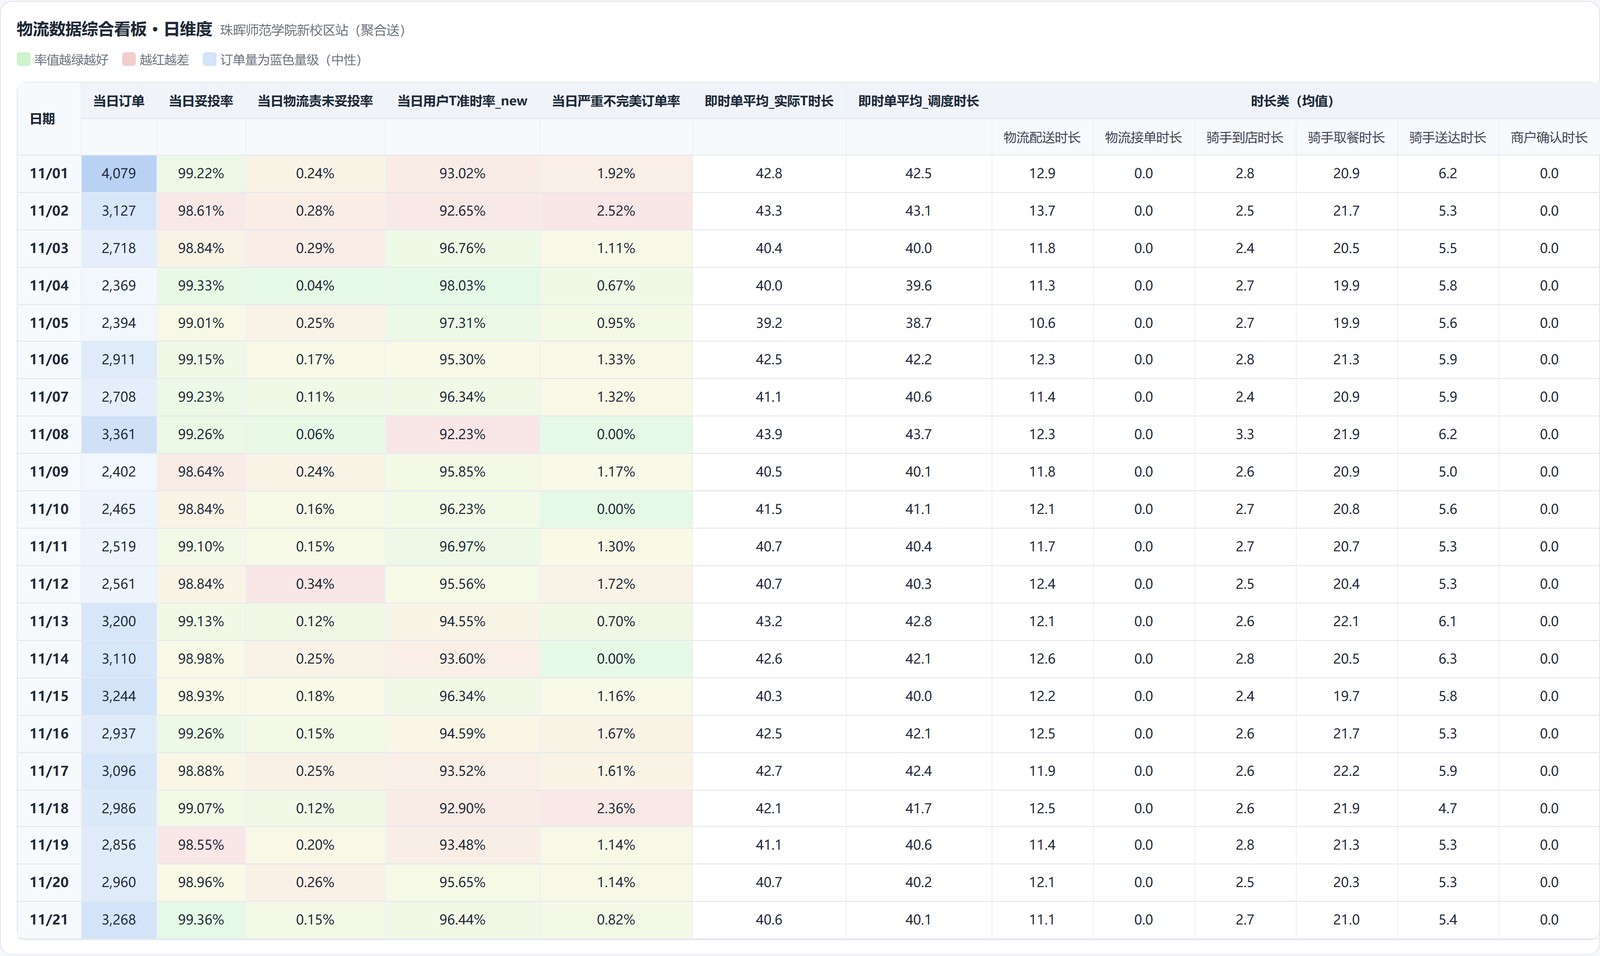 物流数据综合看板 • 日维度 珠晖师范学院新校区站（聚合送）
率值越绿越好 越红越差 订单量为蓝色量级（中性）
日期 当日订单 当日妥投率 当日物流责未妥投率 当日用户T准时率_new 当日严重不完美订单率 即时单平均_实际T时长 即时单平均_调度时长 时长类（均值）
物流配送时长 物流接单时长 骑手到店时长 骑手取餐时长 骑手送达时长 商户确认时长
11/01 4,079 99.22% 0.24% 93.02% 1.92% 42.8 42.5 12.9 0.0 2.8 20.9 6.2 0.0
11/02 3,127 98.61% 0.28% 92.65% 2.52% 43.3 43.1 13.7 0.0 2.5 21.7 5.3 0.0
11/03 2,718 98.84% 0.29% 96.76% 1.11% 40.4 40.0 11.8 0.0 2.4 20.5 5.5 0.0
11/04 2,369 99.33% 0.04% 98.03% 0.67% 40.0 39.6 11.3 0.0 2.7 19.9 5.8 0.0
11/05 2,394 99.01% 0.25% 97.31% 0.95% 39.2 38.7 10.6 0.0 2.7 19.9 5.6 0.0
11/06 2,911 99.15% 0.17% 95.30% 1.33% 42.5 42.2 12.3 0.0 2.8 21.3 5.9 0.0
11/07 2,708 99.23% 0.11% 96.34% 1.32% 41.1 40.6 11.4 0.0 2.4 20.9 5.9 0.0
11/08 3,361 99.26% 0.06% 92.23% 0.00% 43.9 43.7 12.3 0.0 3.3 21.9 6.2 0.0
11/09 2,402 98.64% 0.24% 95.85% 1.17% 40.5 40.1 11.8 0.0 2.6 20.9 5.0 0.0
11/10 2,465 98.84% 0.16% 96.23% 0.00% 41.5 41.1 12.1 0.0 2.7 20.8 5.6 0.0
11/11 2,519 99.10% 0.15% 96.97% 1.30% 40.7 40.4 11.7 0.0 2.7 20.7 5.3 0.0
11/12 2,561 98.84% 0.34% 95.56% 1.72% 40.7 40.3 12.4 0.0 2.5 20.4 5.3 0.0
11/13 3,200 99.13% 0.12% 94.55% 0.70% 43.2 42.8 12.1 0.0 2.6 22.1 6.1 0.0
11/14 3,110 98.98% 0.25% 93.60% 0.00% 42.6 42.1 12.6 0.0 2.8 20.5 6.3 0.0
11/15 3,244 98.93% 0.18% 96.34% 1.16% 40.3 40.0 12.2 0.0 2.4 19.7 5.8 0.0
11/16 2,937 99.26% 0.15% 94.59% 1.67% 42.5 42.1 12.5 0.0 2.6 21.7 5.3 0.0
11/17 3,096 98.88% 0.25% 93.52% 1.61% 42.7 42.4 11.9 0.0 2.6 22.2 5.9 0.0
11/18 2,986 99.07% 0.12% 92.90% 2.36% 42.1 41.7 12.5 0.0 2.6 21.9 4.7 0.0
11/19 2,856 98.55% 0.20% 93.48% 1.14% 41.1 40.6 11.4 0.0 2.8 21.3 5.3 0.0
11/20 2,960 98.96% 0.26% 95.65% 1.14% 40.7 40.2 12.1 0.0 2.5 20.3 5.3 0.0
11/21 3,268 99.36% 0.15% 96.44% 0.82% 40.6 40.1 11.1 0.0 2.7 21.0 5.4 0.0